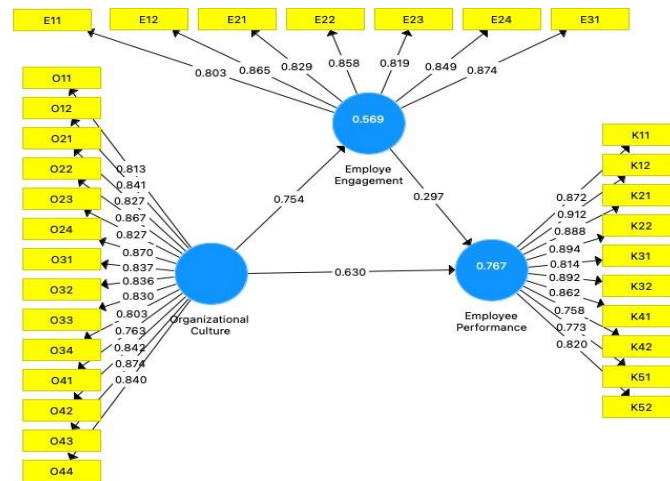 E11
E12
E21
E22
E23
E24
E31
0.803
0.865
0.829
0.858
0.819
0.849
0.874
0.569
Employe
Engagement
O11
O12
O21
O22
O23
O24
O31
O32
O33
O34
O41
O42
O43
O44
0.813
0.841
0.827
0.867
0.827
0.870
0.837
0.836
0.830
0.803
0.763
0.842
0.874
0.840
Organizational
Culture
0.754
0.297
0.630
0.767
Employee
Performance
0.872
0.912
0.888
0.894
0.814
0.892
0.862
0.758
0.773
0.820
K11
K12
K21
K22
K31
K32
K41
K42
K51
K52